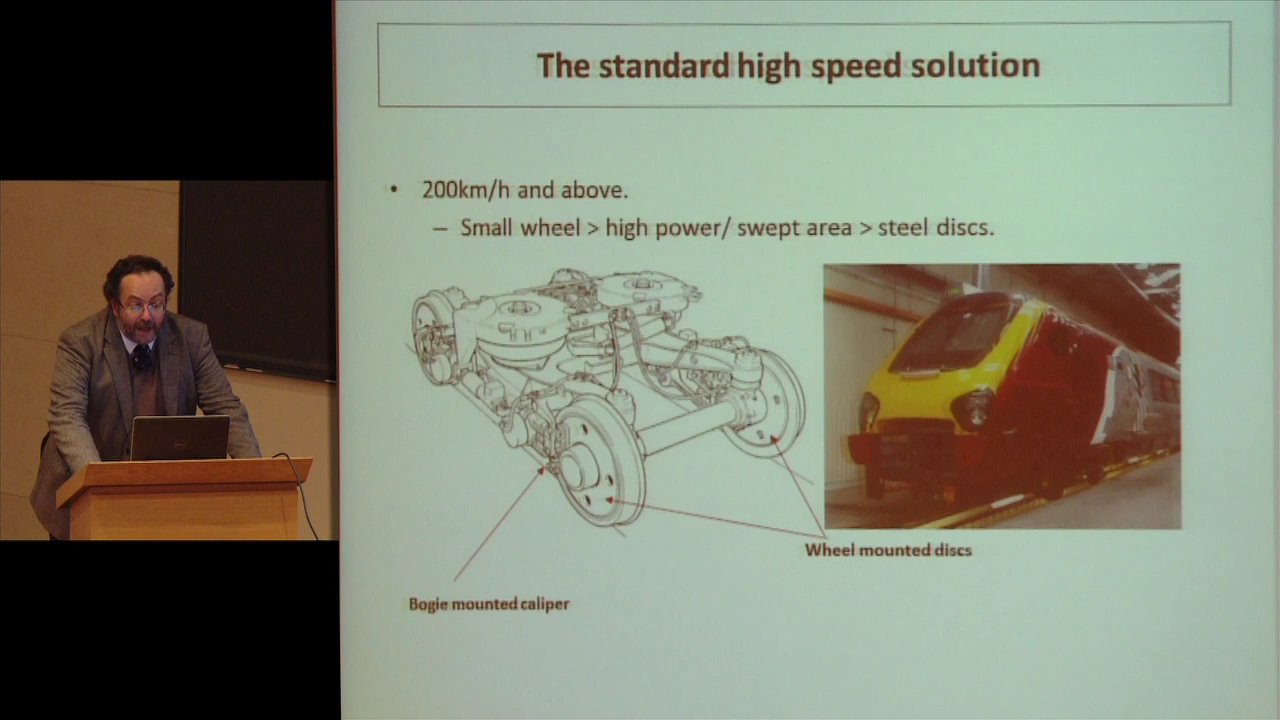 The standard high speed solution
• 200km/h and above.
– Small wheel > high power/ swept area > steel discs.
Wheel mounted discs
Bogie mounted caliper